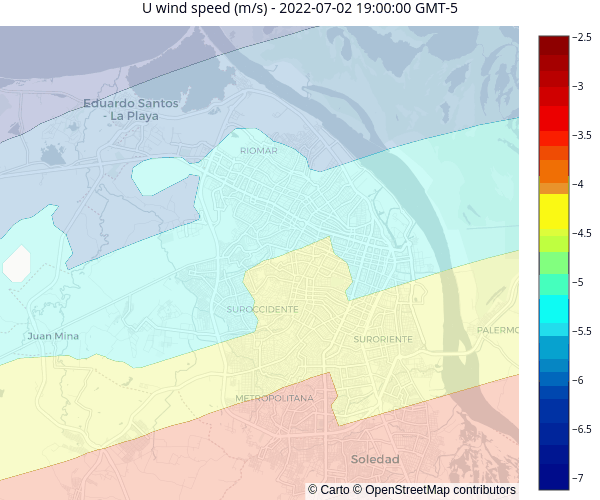 U wind speed (m/s) - 2022-07-02 19:00:00 GMT-5
−2.5
Eduardo Santos
- La Playa
−3
−3.5
RIOMAR
−4
−4.5
−5
SUROCCIDENTE
−5.5
Juan Mina
SURORIENTE
PALERMO
−6
METROPOLITANA
−6.5
Soledad
−7
© Carto © OpenStreetMap contributors